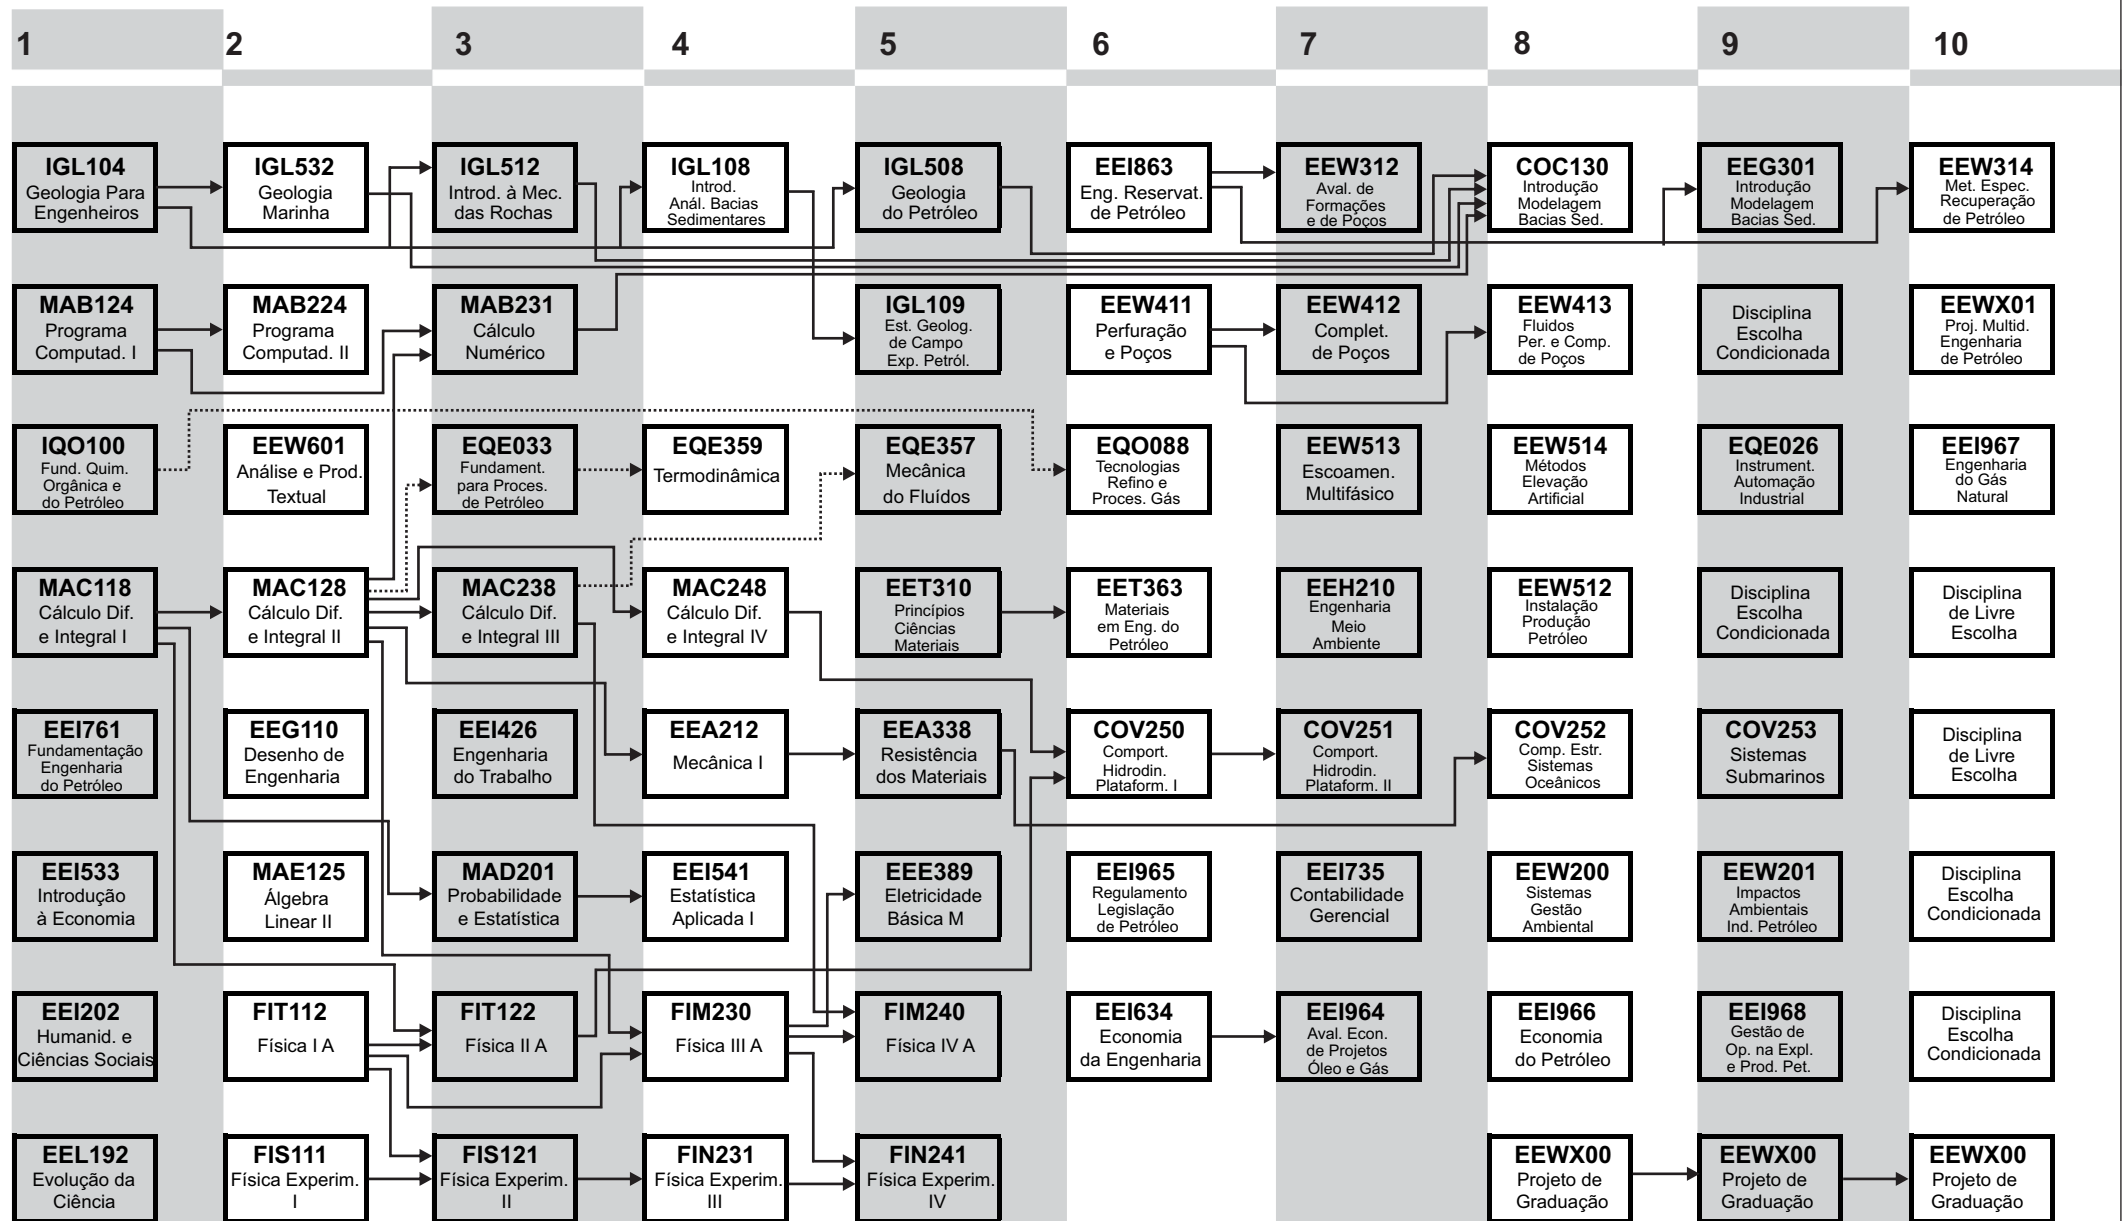 1 2 3 4 5 6 7 8 9 10
IGL104
Geologia Para
Engenheiros
IGL532
Geologia
Marinha
IGL512
Introd. à Mec.
das Rochas
IGL108
Introd.
Anál. Bacias
Sedimentares
IGL508
Geologia
do Petróleo
EEI863
Eng. Reservat.
de Petróleo
EEW312
Aval. de
Formações
e de Poços
COC130
Introdução
Modelagem
Bacias Sed.
EEG301
Introdução
Modelagem
Bacias Sed.
EEW314
Met. Espec.
Recuperação
de Petróleo
MAB124
Programa
Computad. I
MAB224
Programa
Computad. II
MAB231
Cálculo
Numérico
IGL109
Est. Geolog.
de Campo
Exp. Petról.
EEW411
Perfuração
e Poços
EEW412
Complet.
de Poços
EEW413
Fluidos
Per. e Comp.
de Poços
Disciplina
Escolha
Condicionada
EEWX01
Proj. Multid.
Engenharia
de Petróleo
IQO100
Fund. Quim.
Orgânica e
do Petróleo
EEW601
Análise e Prod.
Textual
EQE033
Fundament.
para Proces.
de Petróleo
EQE359
Termodinâmica
EQE357
Mecânica
do Fluídos
EQO088
Tecnologias
Refino e
Proces. Gás
EEW513
Escoamen.
Multifásico
EEW514
Métodos
Elevação
Artificial
EQE026
Instrument.
Automação
Industrial
EEI967
Engenharia
do Gás
Natural
MAC118
Cálculo Dif.
e Integral I
MAC128
Cálculo Dif.
e Integral II
MAC238
Cálculo Dif.
e Integral III
MAC248
Cálculo Dif.
e Integral IV
EET310
Princípios
Ciências
Materiais
EET363
Materiais
em Eng. do
Petróleo
EEH210
Engenharia
Meio
Ambiente
EEW512
Instalação
Produção
Petróleo
Disciplina
Escolha
Condicionada
Disciplina
de Livre
Escolha
EEI761
Fundamentação
Engenharia
do Petróleo
EEG110
Desenho de
Engenharia
EEI426
Engenharia
do Trabalho
EEA212
Mecânica I
EEA338
Resistência
dos Materiais
COV250
Comport.
Hidrodin.
Plataform. I
COV251
Comport.
Hidrodin.
Plataform. II
COV252
Comp. Estr.
Sistemas
Oceânicos
COV253
Sistemas
Submarinos
Disciplina
de Livre
Escolha
EEI533
Introdução
à Economia
MAE125
Álgebra
Linear II
MAD201
Probabilidade
e Estatística
EEI541
Estatística
Aplicada I
EEE389
Eletricidade
Básica M
EEI965
Regulamento
Legislação
de Petróleo
EEI735
Contabilidade
Gerencial
EEW200
Sistemas
Gestão
Ambiental
EEW201
Impactos
Ambientais
Ind. Petróleo
Disciplina
Escolha
Condicionada
EEI202
Humanid. e
Ciências Sociais
FIT112
Física I A
FIT122
Física II A
FIM230
Física III A
FIM240
Física IV A
EEI634
Economia
da Engenharia
EEI964
Aval. Econ.
de Projetos
Óleo e Gás
EEI966
Economia
do Petróleo
EEI968
Gestão de
Op. na Expl.
e Prod. Pet.
Disciplina
Escolha
Condicionada
EEL192
Evolução da
Ciência
FIS111
Física Experim.
I
FIS121
Física Experim.
II
FIN231
Física Experim.
III
FIN241
Física Experim.
IV
EEWX00
Projeto de
Graduação
EEWX00
Projeto de
Graduação
EEWX00
Projeto de
Graduação